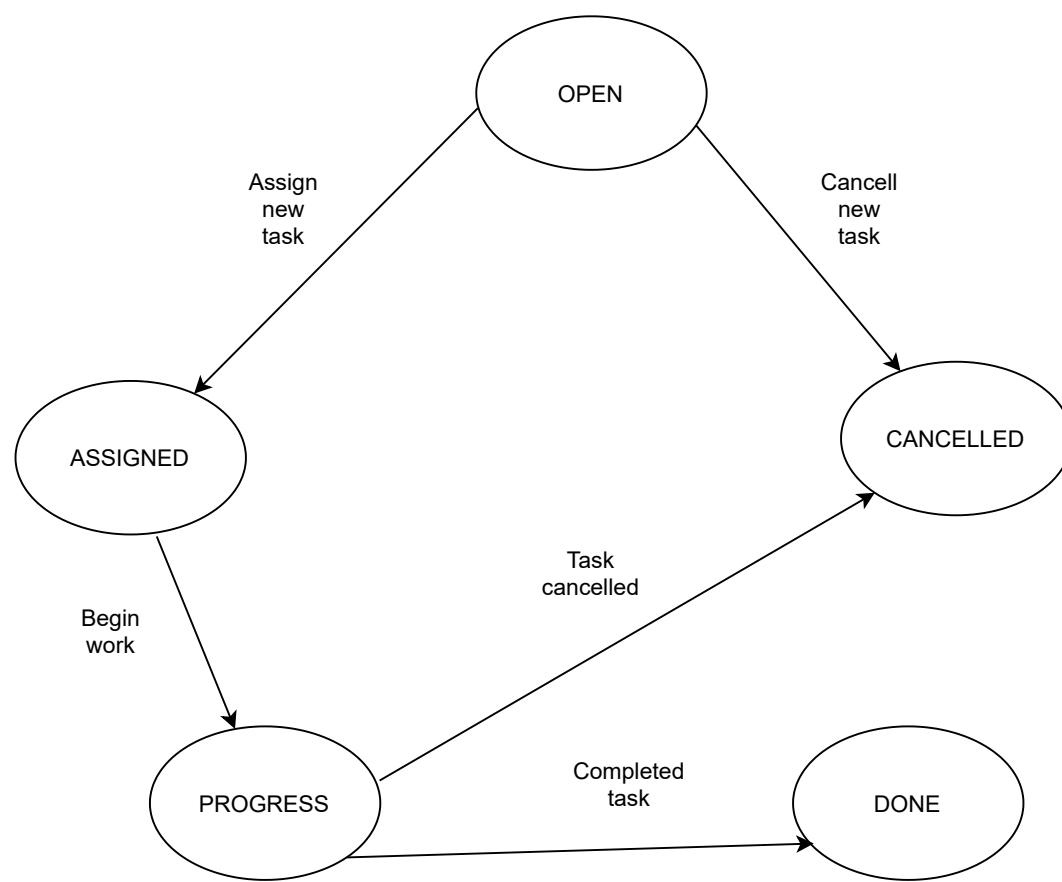 OPEN
Assign
new
task
Cancell
new
task
ASSIGNED
CANCELLED
Task
cancelled
Begin
work
Completed
task
PROGRESS
DONE